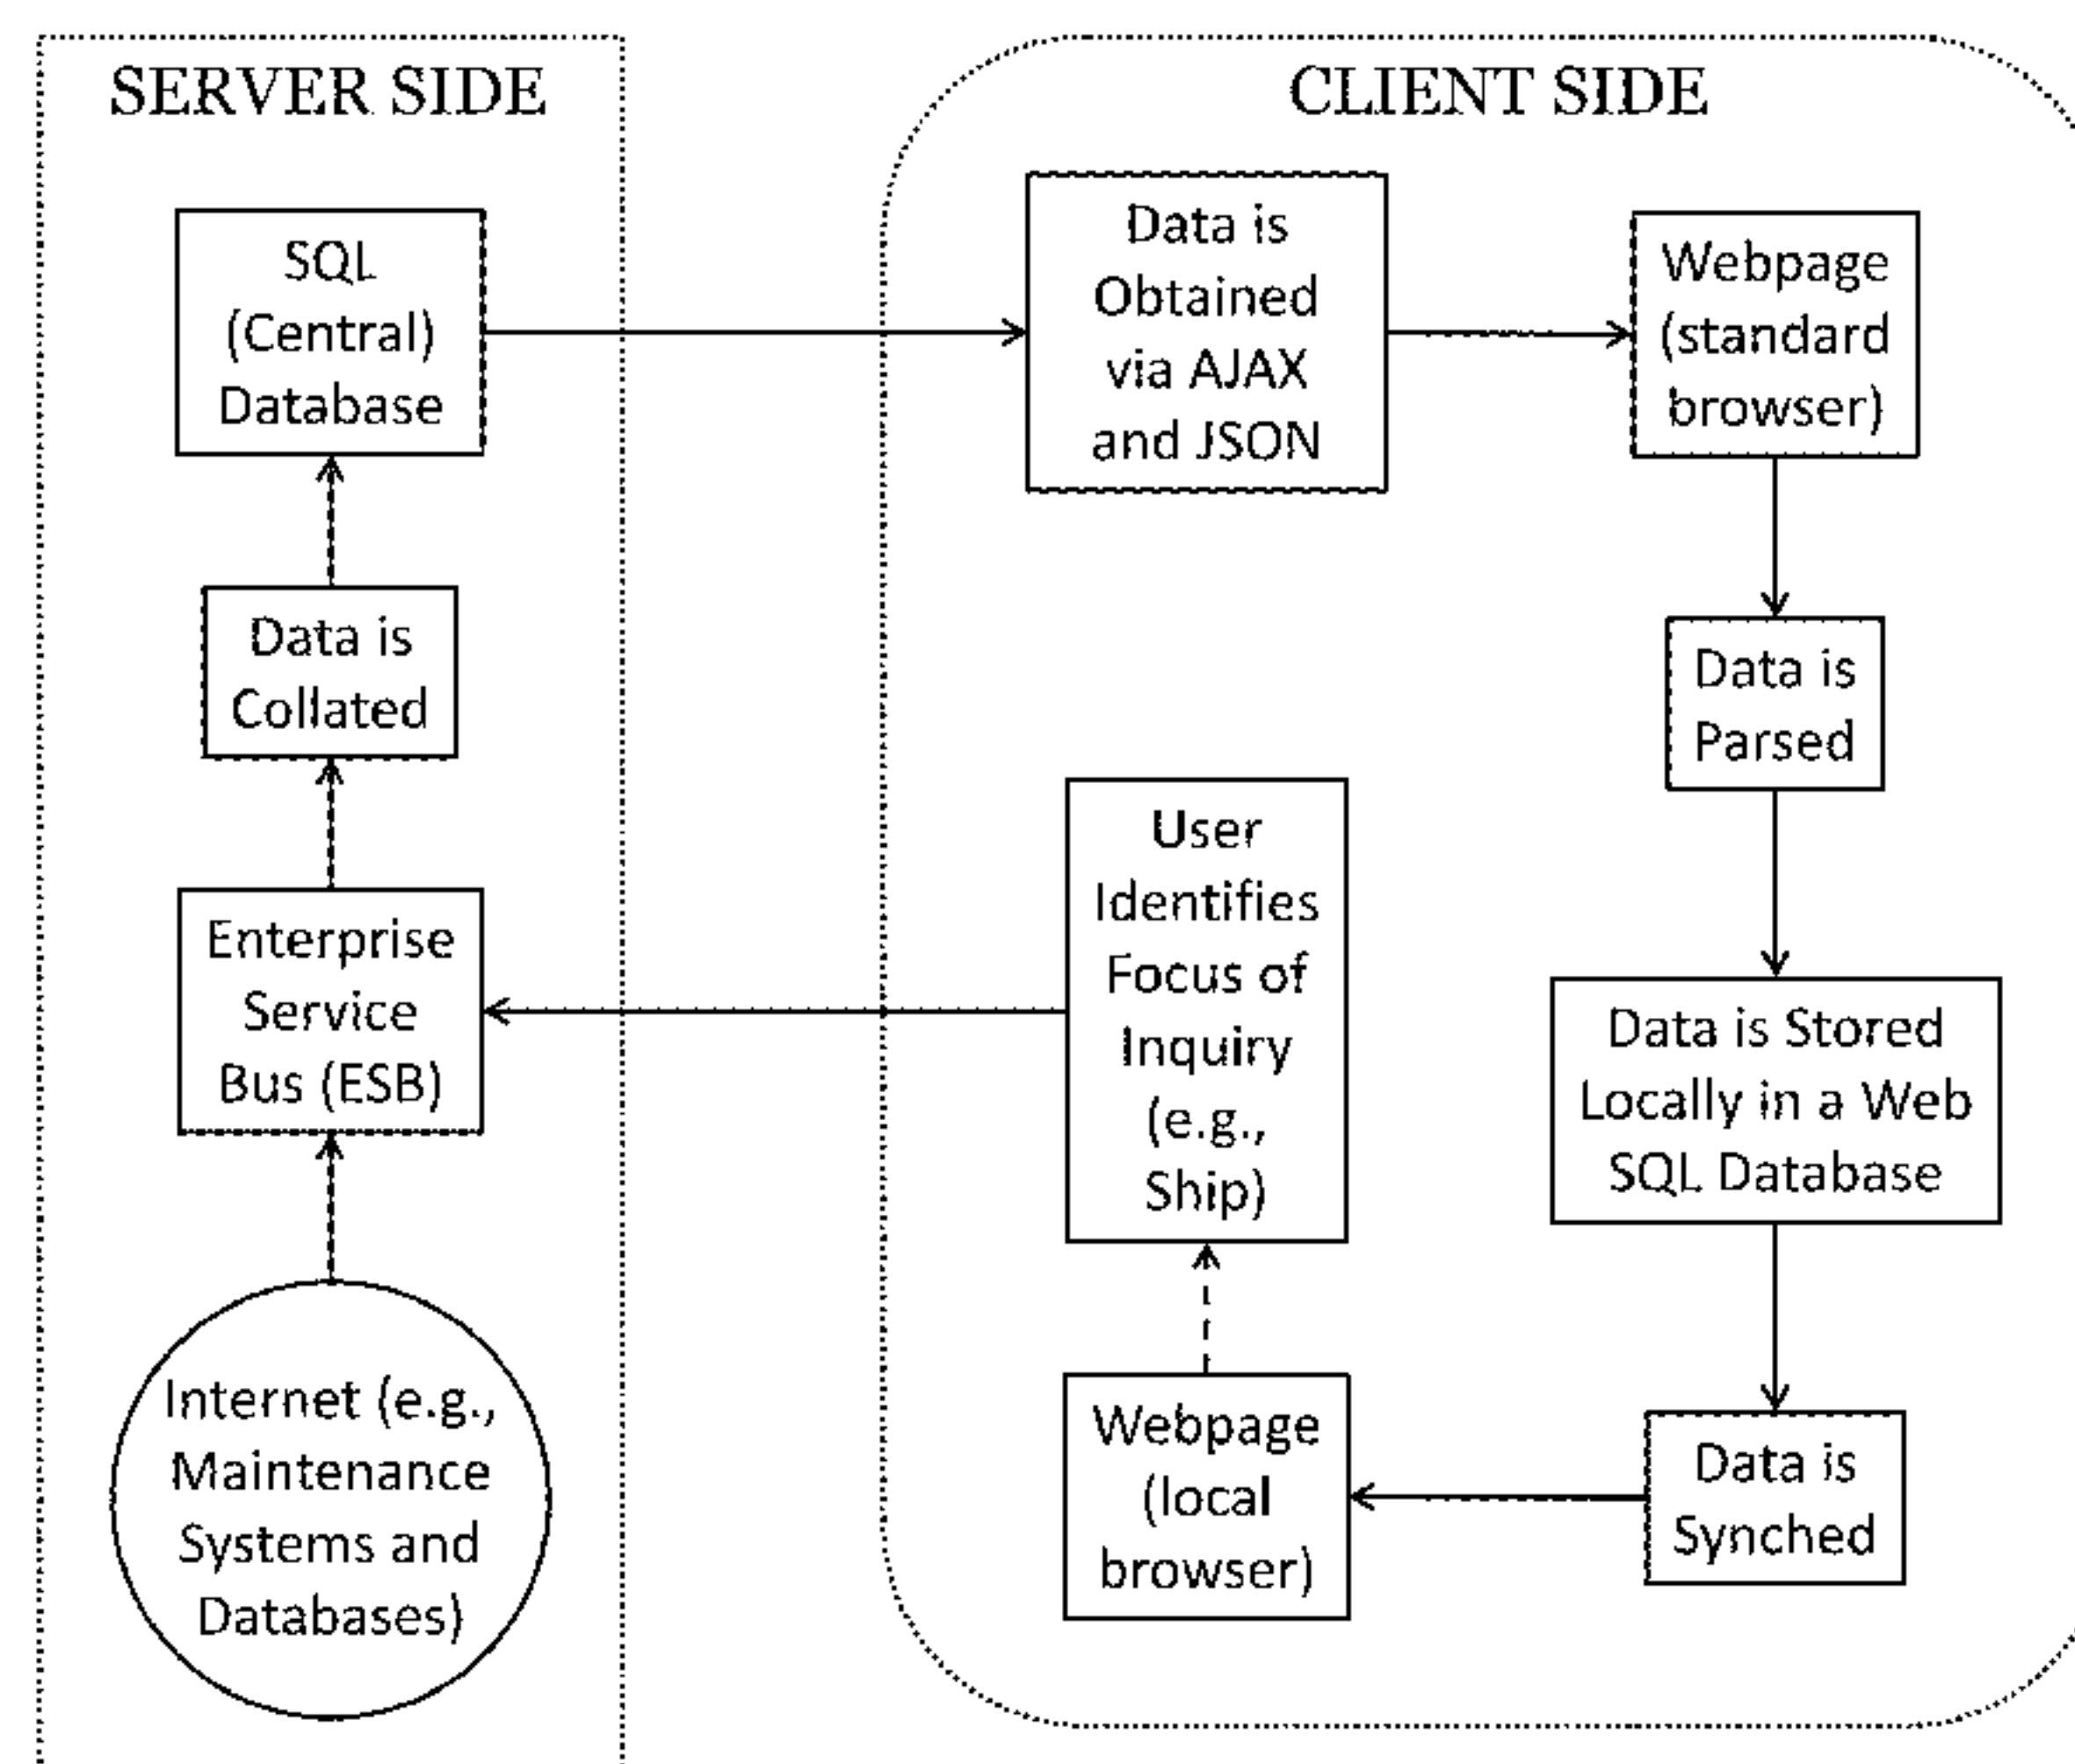 SERVER SIDE
SQL
(Central)
Database
Data is
Collated
Enterprise
Service
Bus (ESB)
Internet (e.g.,
Maintenance
Systems and
Databases)
CLIENT SIDE
Data is
Obtained
via AJAX
and JSON
Webpage
(standard
browser)
Data is
Parsed
Data is Stored
Locally in a Web
SQL Database
Data is
Synched
Webpage
(local
browser)
User
Identifies
Focus of
Inquiry
(e.g.,
Ship)